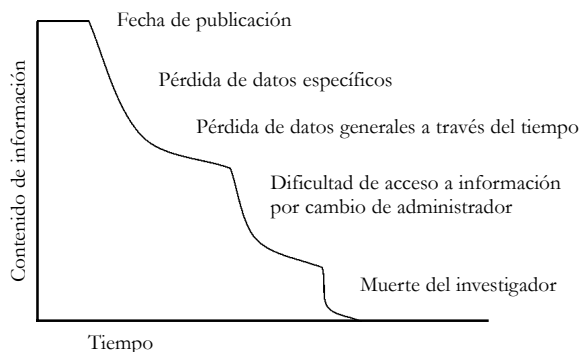 Fecha de publicación
Pérdida de datos específicos
Pérdida de datos generales a través del tiempo
Dificultad de acceso a información
por cambio de administrador
Muerte del investigador
Contenido de información
Tiempo